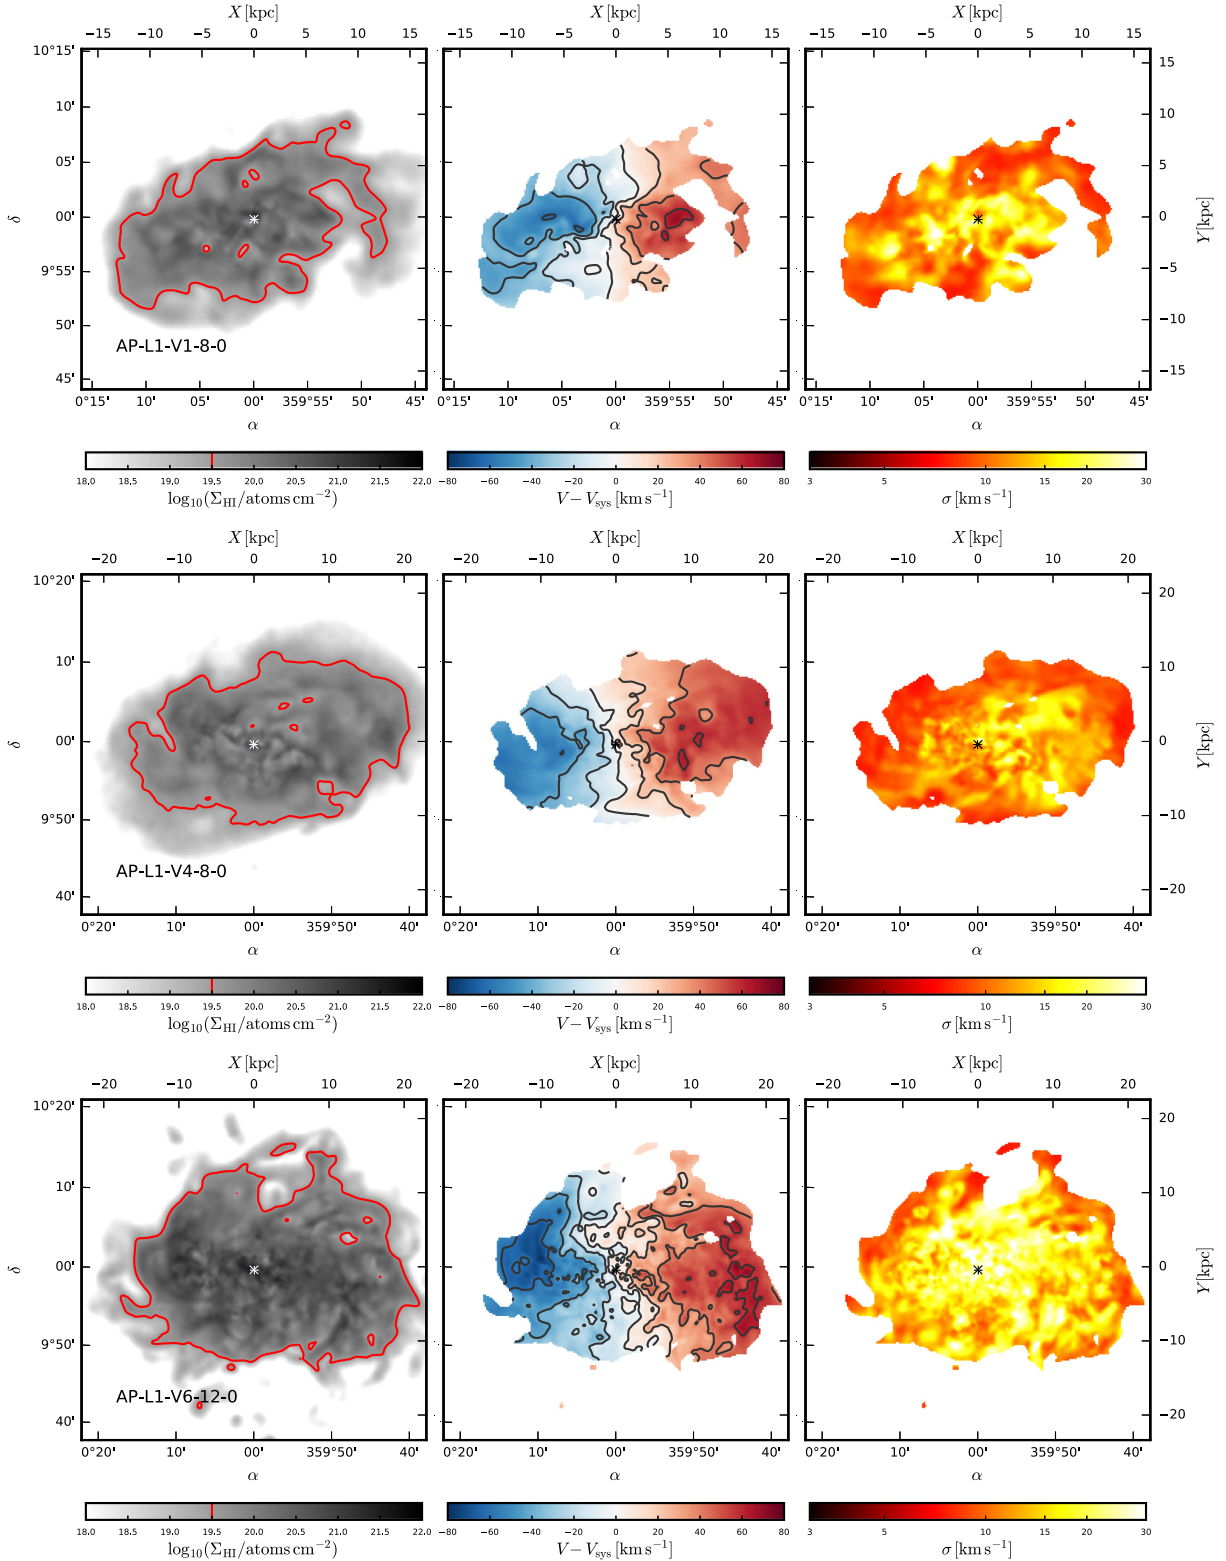 X [kpc] X [kpc] X [kpc]
−15 −10 −5 0 5 10 15 −15 −10 −5 0 5 10 15 −15 −10 −5 0 5 10 15
10°15' 10' 05' 00' 9°55' 50' 45'
δ
15 10 5 0 −5 −10 −15
Y [kpc]
AP-L1-V1-8-0
0°15' 10' 05' 00' 359°55' 50' 45' 0°15' 10' 05' 00' 359°55' 50' 45' 0°15' 10' 05' 00' 359°55' 50' 45'
α α α
18.0 18.5 19.0 19.5 20.0 20.5 21.0 21.5 22.0 −80 −60 −40 −20 0 20 40 60 80 3 5 10 15 20 30
log₁₀(Σ_HI/atoms cm⁻²) V − V_sys [km s⁻¹] σ [km s⁻¹]
X [kpc] X [kpc] X [kpc]
−20 −10 0 10 20 −20 −10 0 10 20 −20 −10 0 10 20
10°20' 10' 00' 9°50' 40'
δ
20 10 0 −10 −20
Y [kpc]
AP-L1-V4-8-0
0°20' 10' 00' 359°50' 40' 0°20' 10' 00' 359°50' 40' 0°20' 10' 00' 359°50' 40'
α α α
18.0 18.5 19.0 19.5 20.0 20.5 21.0 21.5 22.0 −80 −60 −40 −20 0 20 40 60 80 3 5 10 15 20 30
log₁₀(Σ_HI/atoms cm⁻²) V − V_sys [km s⁻¹] σ [km s⁻¹]
X [kpc] X [kpc] X [kpc]
−20 −10 0 10 20 −20 −10 0 10 20 −20 −10 0 10 20
10°20' 10' 00' 9°50' 40'
δ
20 10 0 −10 −20
Y [kpc]
AP-L1-V6-12-0
0°20' 10' 00' 359°50' 40' 0°20' 10' 00' 359°50' 40' 0°20' 10' 00' 359°50' 40'
α α α
18.0 18.5 19.0 19.5 20.0 20.5 21.0 21.5 22.0 −80 −60 −40 −20 0 20 40 60 80 3 5 10 15 20 30
log₁₀(Σ_HI/atoms cm⁻²) V − V_sys [km s⁻¹] σ [km s⁻¹]